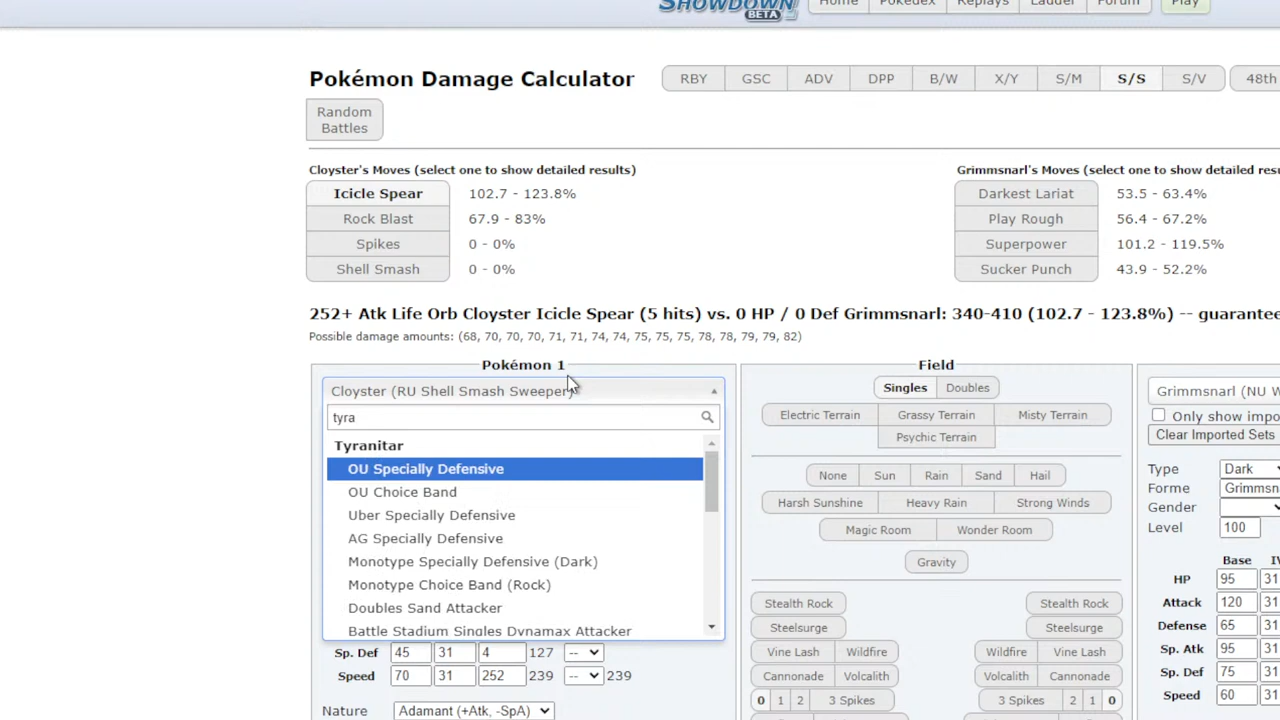 SHOWDOWN
BETA
Home Pokédex Replays Ladder Forum Play
Pokémon Damage Calculator RBY GSC ADV DPP B/W X/Y S/M S/S S/V 48th
Random
Battles
Cloyster's Moves (select one to show detailed results)
Icicle Spear 102.7 - 123.8%
Rock Blast 67.9 - 83%
Spikes 0 - 0%
Shell Smash 0 - 0%
Grimmsnarl's Moves (select one to show detailed resu
Darkest Lariat 53.5 - 63.4%
Play Rough 56.4 - 67.2%
Superpower 101.2 - 119.5%
Sucker Punch 43.9 - 52.2%
252+ Atk Life Orb Cloyster Icicle Spear (5 hits) vs. 0 HP / 0 Def Grimmsnarl: 340-410 (102.7 - 123.8%) -- guarantee
Possible damage amounts: (68, 70, 70, 70, 71, 71, 74, 74, 75, 75, 75, 78, 78, 79, 79, 82)
Pokémon 1
Cloyster (RU Shell Smash Sweeper)
tyra
Tyranitar
OU Specially Defensive
OU Choice Band
Uber Specially Defensive
AG Specially Defensive
Monotype Specially Defensive (Dark)
Monotype Choice Band (Rock)
Doubles Sand Attacker
Battle Stadium Singles Dynamax Attacker
Sp. Def 45 31 4 127 --
Speed 70 31 252 239 -- 239
Nature Adamant (+Atk, -SpA)
Field
Singles Doubles
Electric Terrain Grassy Terrain Misty Terrain
Psychic Terrain
None Sun Rain Sand Hail
Harsh Sunshine Heavy Rain Strong Winds
Magic Room Wonder Room
Gravity
Stealth Rock Stealth Rock
Steelsurge Steelsurge
Vine Lash Wildfire Wildfire Vine Lash
Cannonade Volcalith Volcalith Cannonade
0 1 2 3 Spikes 3 Spikes 2 1 0
Grimmsnarl (NU W
Only show impo
Clear Imported Sets
Type Dark
Forme Grimmsn
Gender
Level 100
Base IV
HP 95 31
Attack 120 31
Defense 65 31
Sp. Atk 95 31
Sp. Def 75 31
Speed 60 31